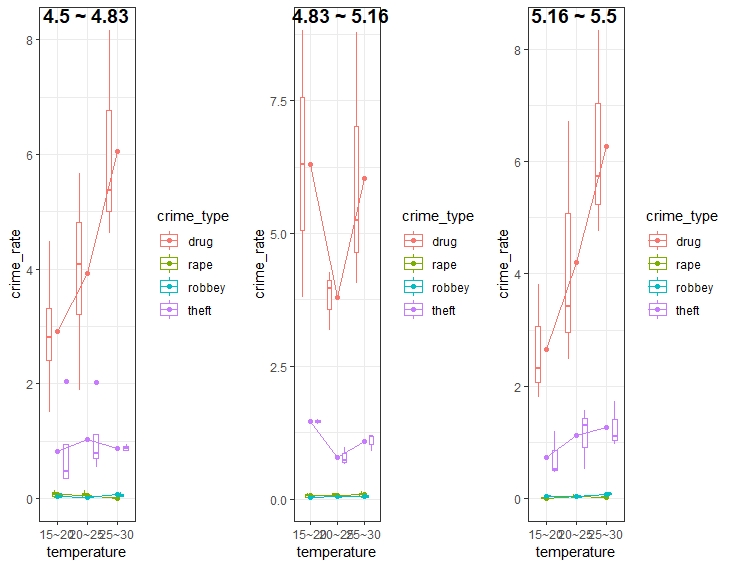 4.5 ~ 4.83
8
6
4
2
0
crime_rate
15~20
20~25
25~30
temperature
crime_type
drug
rape
robbey
theft
4.83 ~ 5.16
7.5
5.0
2.5
0.0
crime_rate
15~20
20~25
25~30
temperature
crime_type
drug
rape
robbey
theft
5.16 ~ 5.5
8
6
4
2
0
crime_rate
15~20
20~25
25~30
temperature
crime_type
drug
rape
robbey
theft